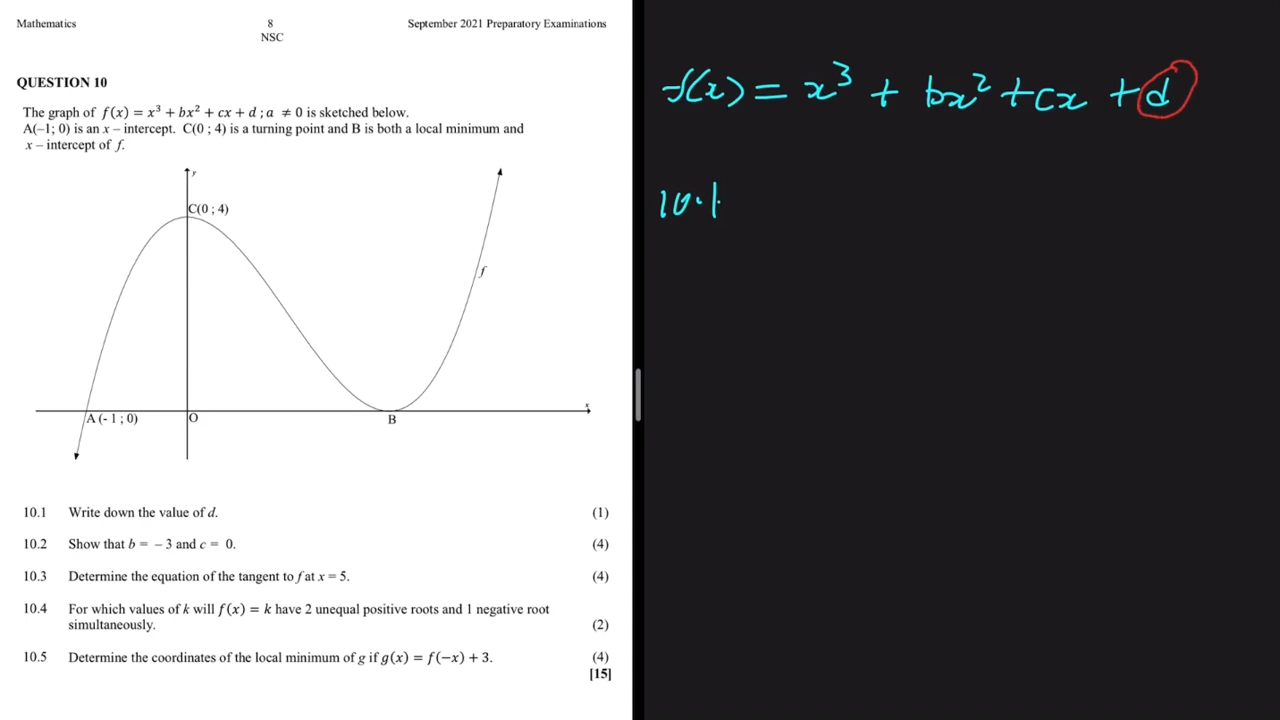 Mathematics 8 September 2021 Preparatory Examinations
NSC
QUESTION 10
The graph of f(x) = x³ + bx² + cx + d ; a ≠ 0 is sketched below.
A(–1; 0) is an x – intercept. C(0 ; 4) is a turning point and B is both a local minimum and
x – intercept of f.
y
C(0 ; 4)
f
x
A (- 1 ; 0) O B
10.1 Write down the value of d. (1)
10.2 Show that b = – 3 and c = 0. (4)
10.3 Determine the equation of the tangent to f at x = 5. (4)
10.4 For which values of k will f(x) = k have 2 unequal positive roots and 1 negative root
simultaneously. (2)
10.5 Determine the coordinates of the local minimum of g if g(x) = f(−x) + 3. (4)
[15]
f(x) = x³ + bx² + cx + d
10.1